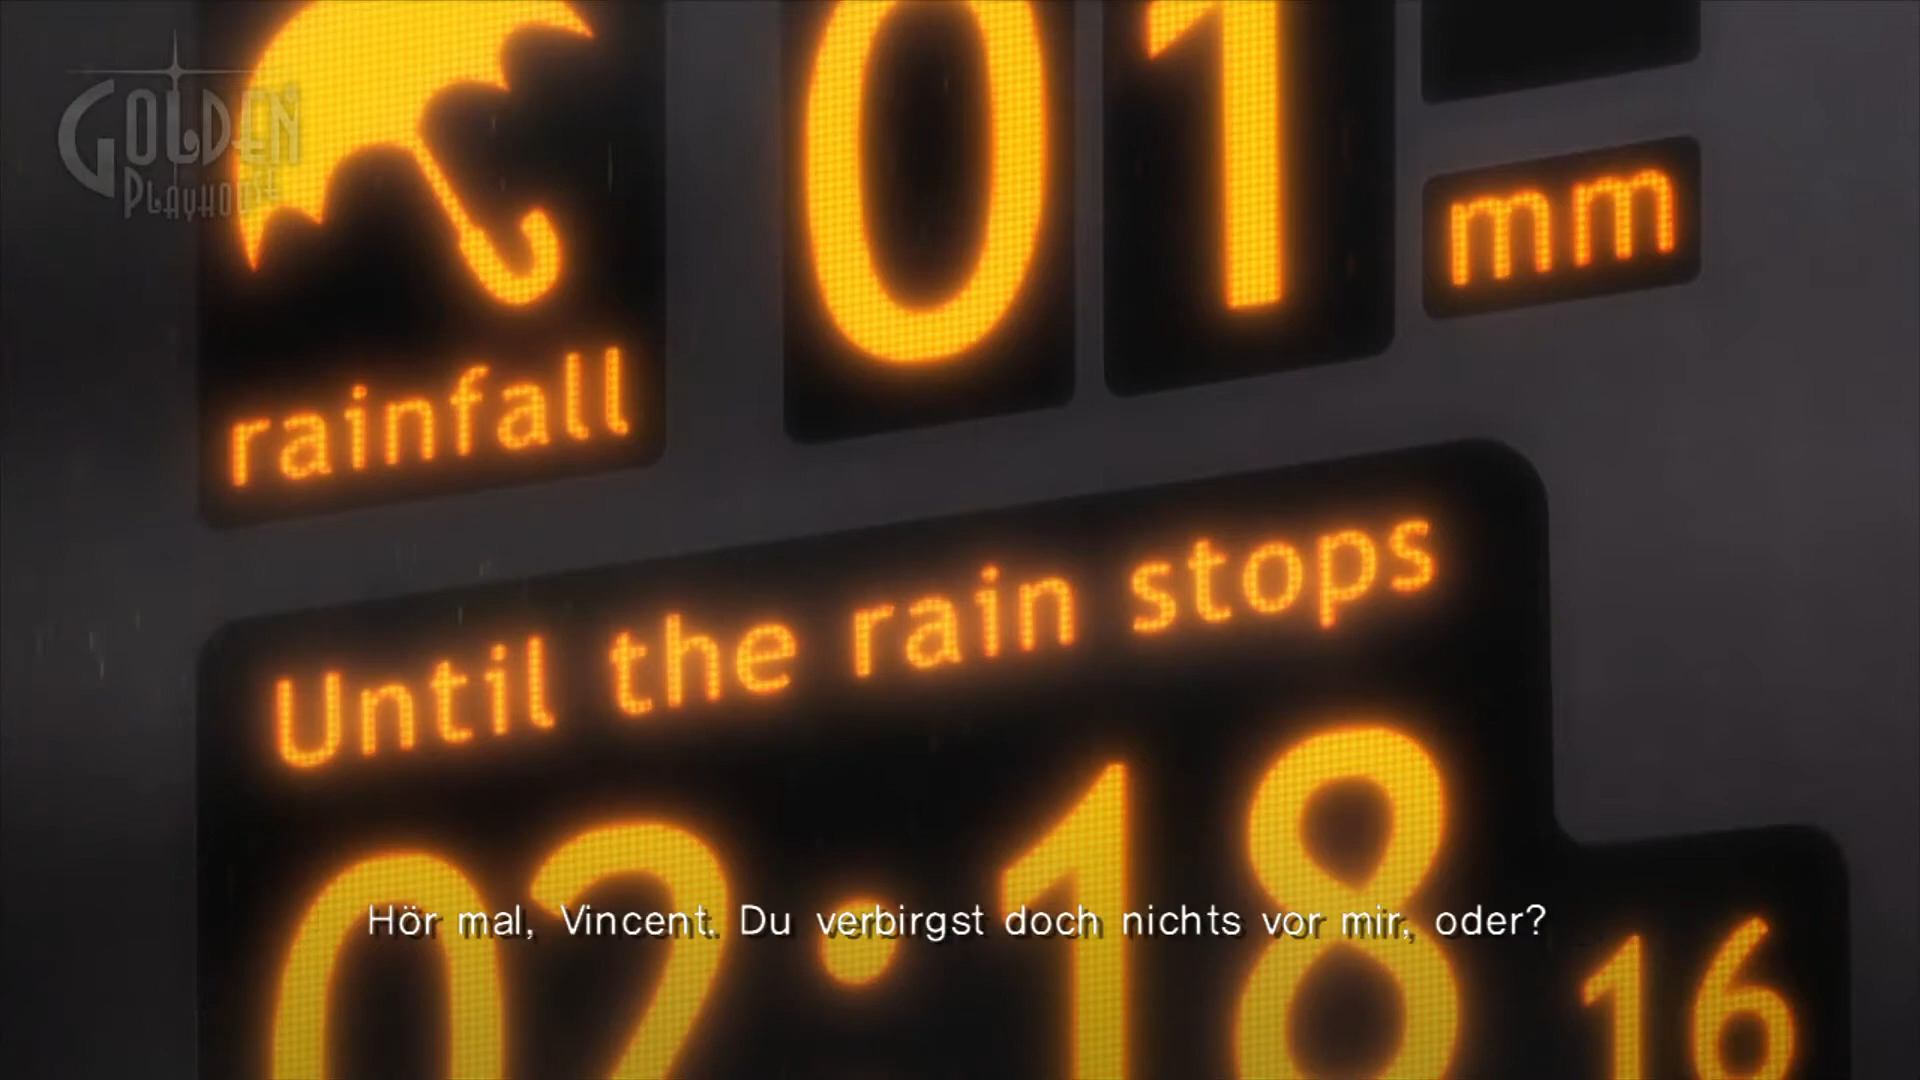 GOLDEN
PLAYHOUSE
01
mm
rainfall
Until the rain stops
02:18 16
Hör mal, Vincent. Du verbirgst doch nichts vor mir, oder?